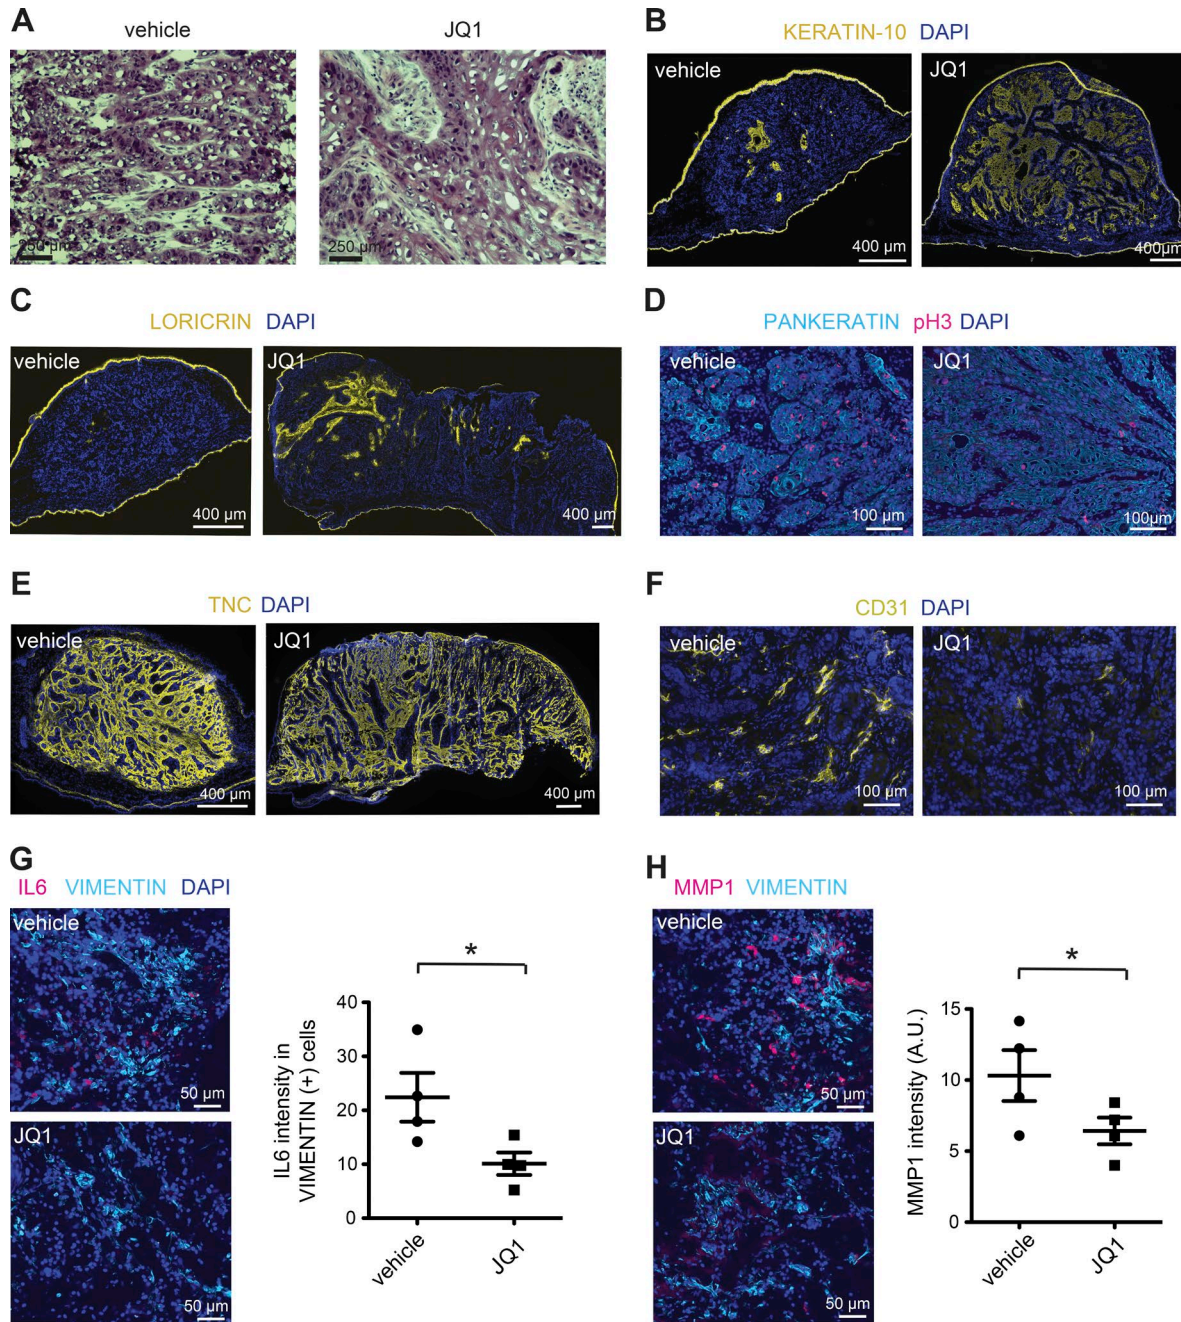 A
vehicle
JQ1
250 µm
250 µm
B
KERATIN-10 DAPI
vehicle
JQ1
400 µm
400µm
C
LORICRIN DAPI
vehicle
JQ1
400 µm
400 µm
D
PANKERATIN pH3 DAPI
vehicle
JQ1
100 µm
100µm
E
TNC DAPI
vehicle
JQ1
400 µm
400 µm
F
CD31 DAPI
vehicle
JQ1
100 µm
100 µm
G
IL6 VIMENTIN DAPI
vehicle
50 µm
JQ1
50 µm
*
IL6 intensity in
VIMENTIN (+) cells
40
30
20
10
0
vehicle
JQ1
H
MMP1 VIMENTIN
vehicle
50 µm
JQ1
50 µm
*
MMP1 intensity (A.U.)
15
10
5
0
vehicle
JQ1